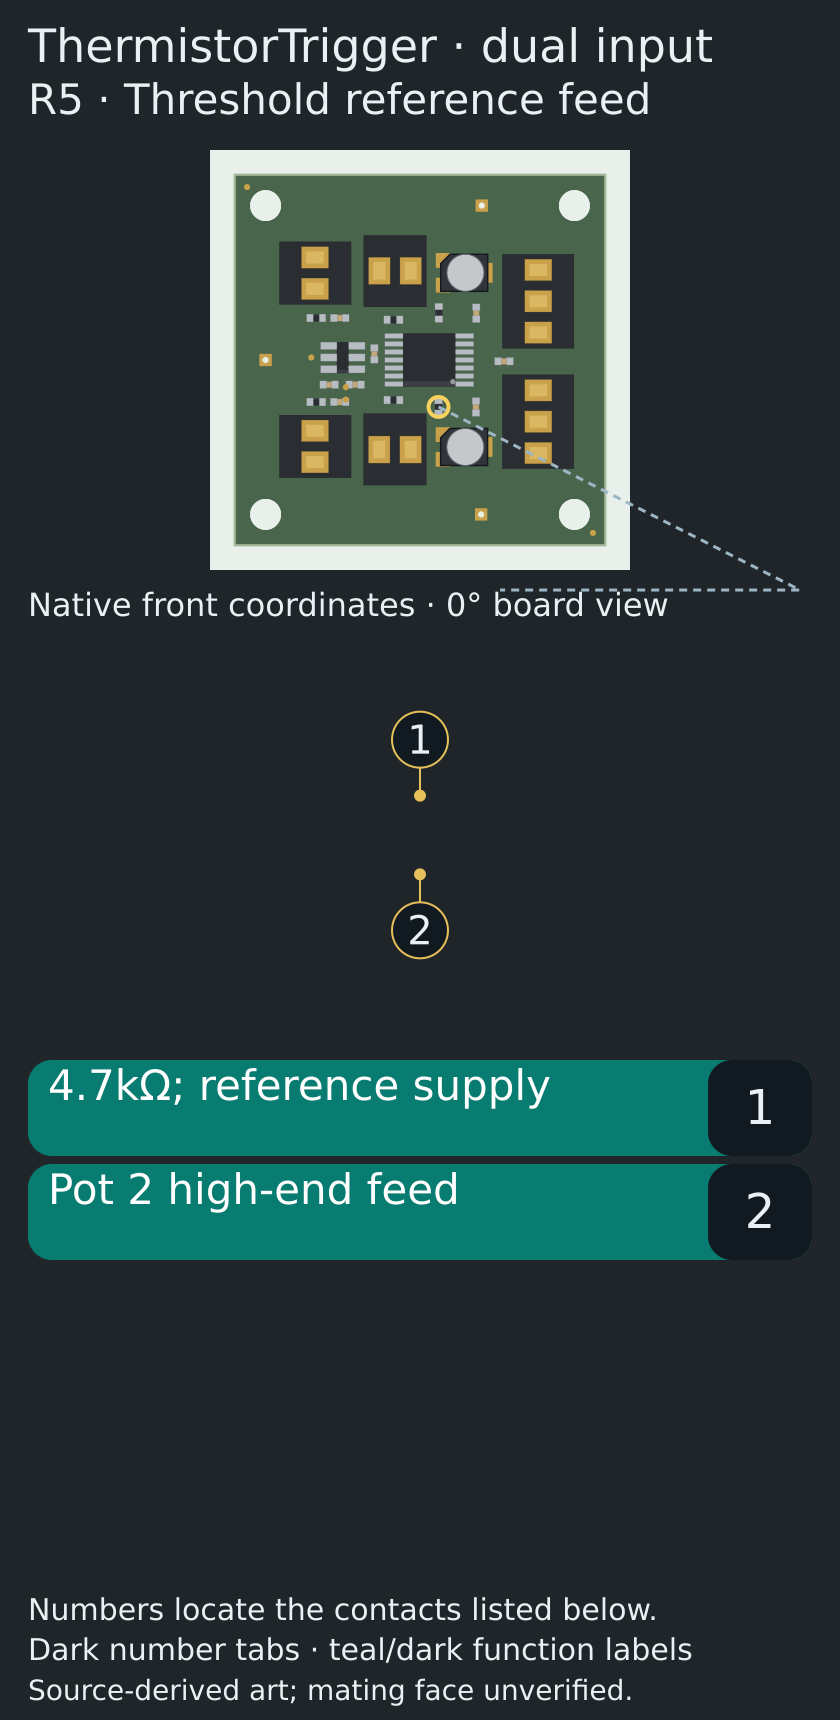 ThermistorTrigger · dual input
R5 · Threshold reference feed
Native front coordinates · 0° board view
1
2
4.7kΩ; reference supply 1
Pot 2 high-end feed 2
Numbers locate the contacts listed below.
Dark number tabs · teal/dark function labels
Source-derived art; mating face unverified.